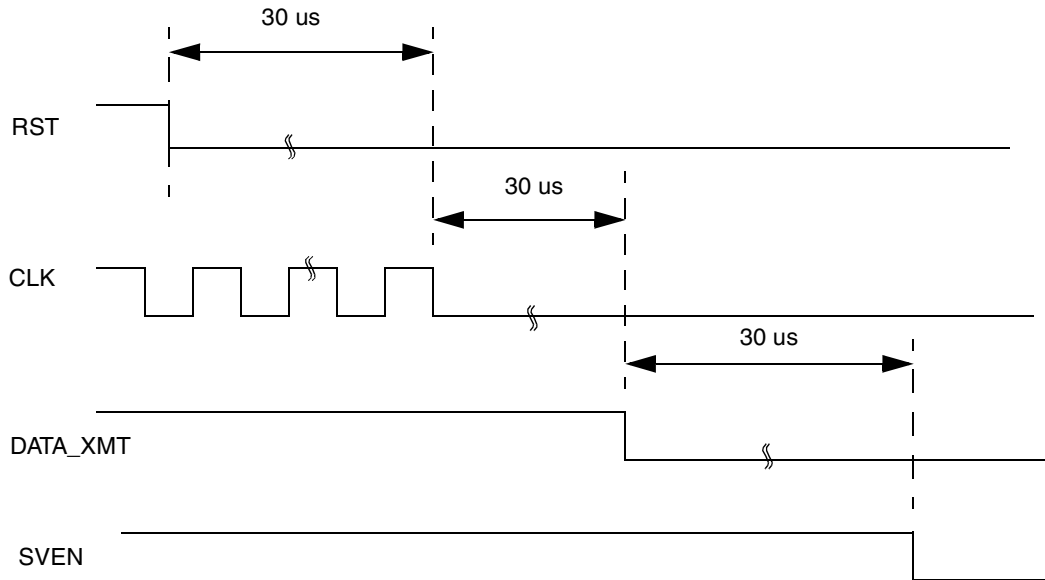 30 us
RST
30 us
CLK
30 us
DATA_XMT
SVEN